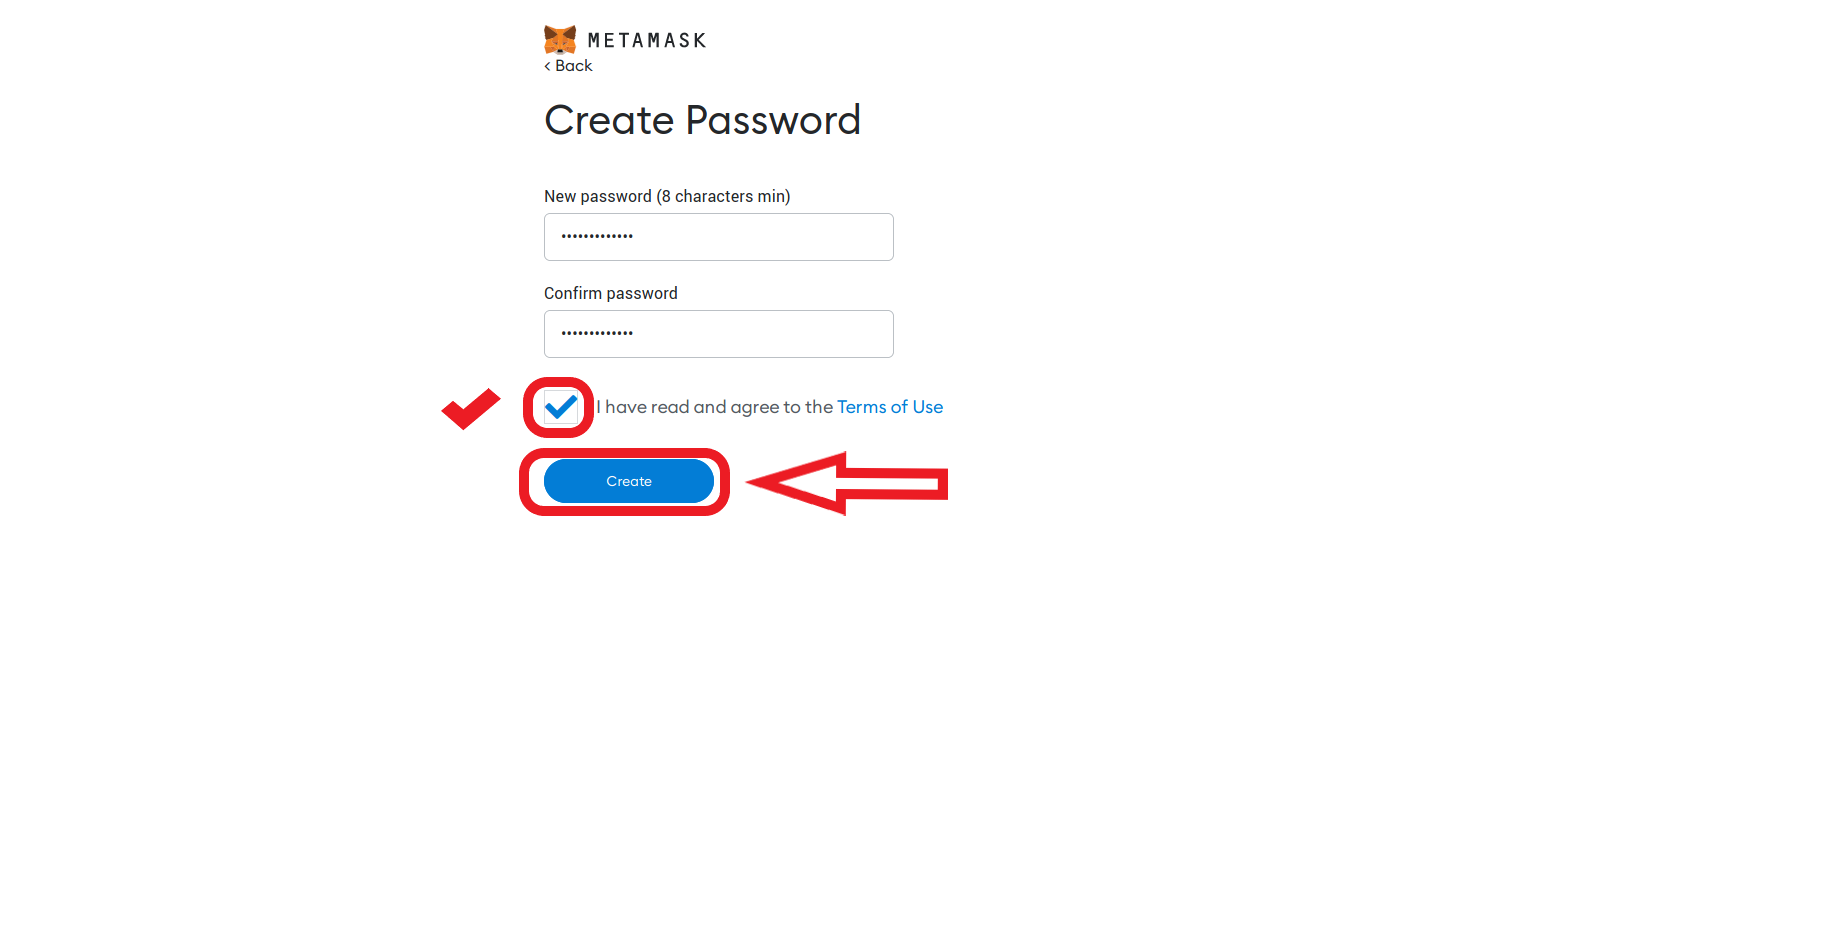 METAMASK
< Back
Create Password
New password (8 characters min)
•••••••••••••
Confirm password
•••••••••••••
I have read and agree to the Terms of Use
Create